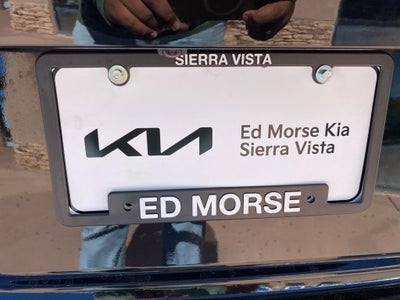 SIERRA VISTA
KIA
Ed Morse Kia
Sierra Vista
ED MORSE